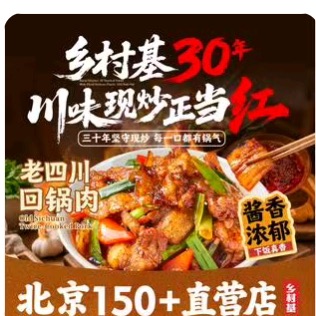 乡村基30年
川味现炒正当红
三十年坚守现炒 每一口都有锅气
老四川
回锅肉
Old Sichuan
Twice Cooked Pork
酱香
浓郁
下饭真香
北京150+直营店
乡村基